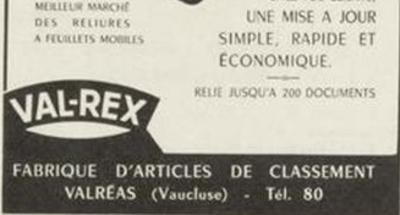 MEILLEUR MARCHÉ
DES RELIURES
A FEUILLETS MOBILES
UNE MISE A JOUR
SIMPLE, RAPIDE ET
ÉCONOMIQUE.
RELIE JUSQU'A 200 DOCUMENTS
VAL-REX
FABRIQUE D'ARTICLES DE CLASSEMENT
VALRÉAS (Vaucluse) - Tél. 80